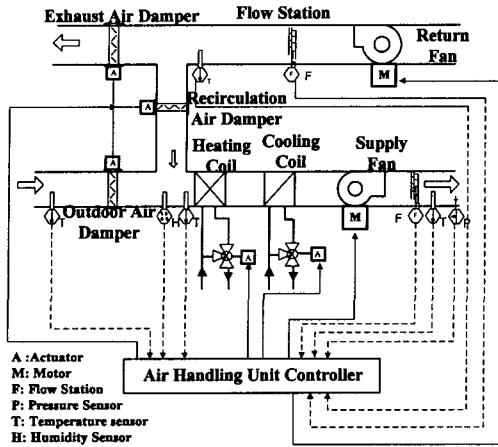 Exhaust Air Damper
Flow Station
Return
Fan
A
T
F
F
M
A
Recirculation
Air Damper
Heating
Coil
Cooling
Coil
Supply
Fan
A
Outdoor Air
Damper
T
H
T
M
F
F
T
P
A
A
A :Actuator
M: Motor
F: Flow Station
P: Pressure Sensor
T: Temperature sensor
H: Humidity Sensor
Air Handling Unit Controller